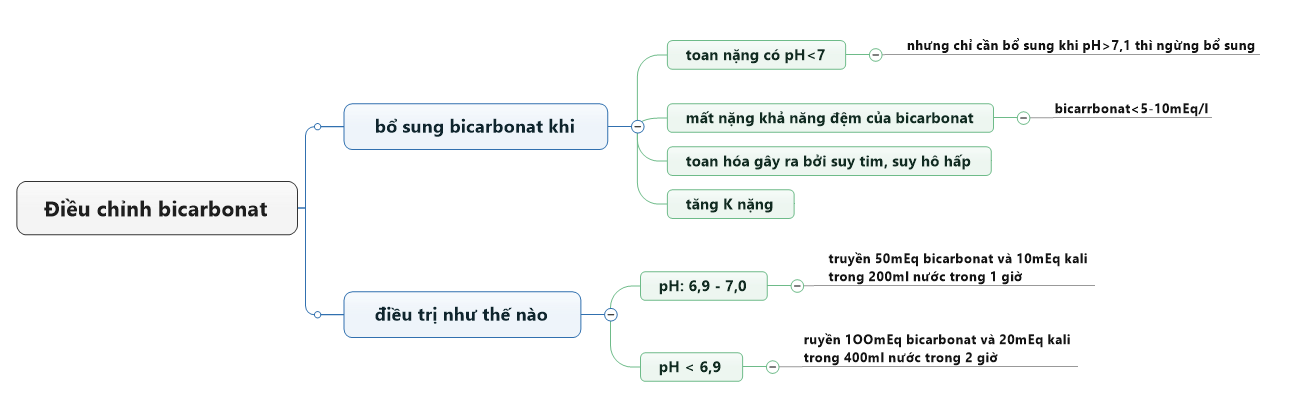 Điều chỉnh bicarbonat
bổ sung bicarbonat khi
toan nặng có pH<7
nhưng chỉ cần bổ sung khi pH>7,1 thì ngừng bổ sung
mất nặng khả năng đệm của bicarbonat
bicarrbonat<5-10mEq/l
toan hóa gây ra bởi suy tim, suy hô hấp
tăng K nặng
điều trị như thế nào
pH: 6,9 - 7,0
truyền 50mEq bicarbonat và 10mEq kali
trong 200ml nước trong 1 giờ
pH < 6,9
ruyền 1OOmEq bicarbonat và 20mEq kali
trong 400ml nước trong 2 giờ